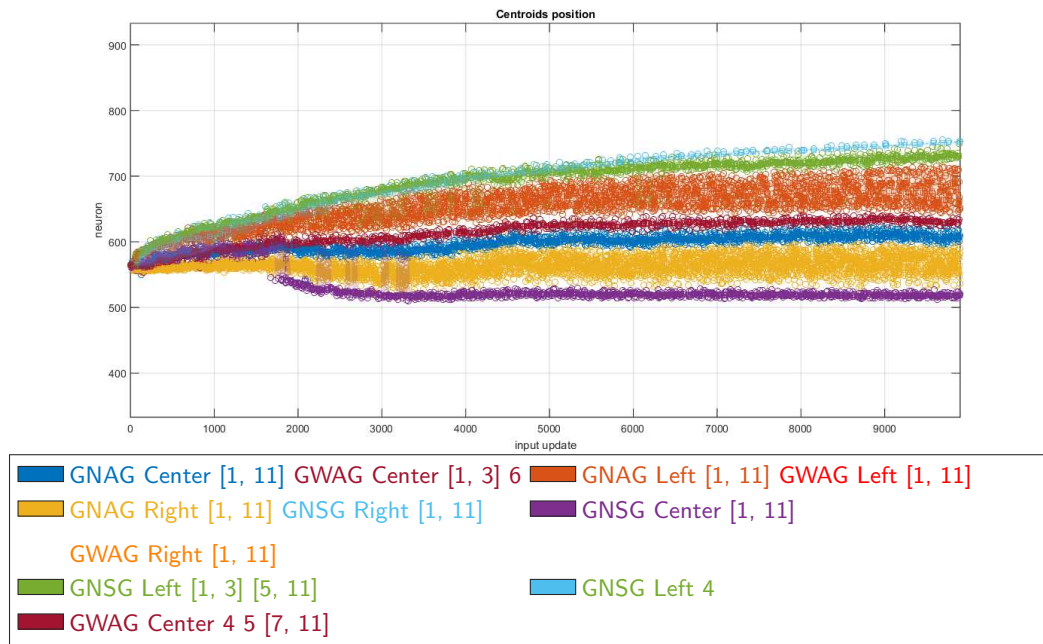 Centroids position
neuron
900
800
700
600
500
400
0
1000
2000
3000
4000
5000
6000
7000
8000
9000
input update
GNAG Center [1, 11] GWAG Center [1, 3] 6
GNAG Left [1, 11] GWAG Left [1, 11]
GNAG Right [1, 11] GNSG Right [1, 11]
GNSG Center [1, 11]
GWAG Right [1, 11]
GNSG Left [1, 3] [5, 11]
GNSG Left 4
GWAG Center 4 5 [7, 11]